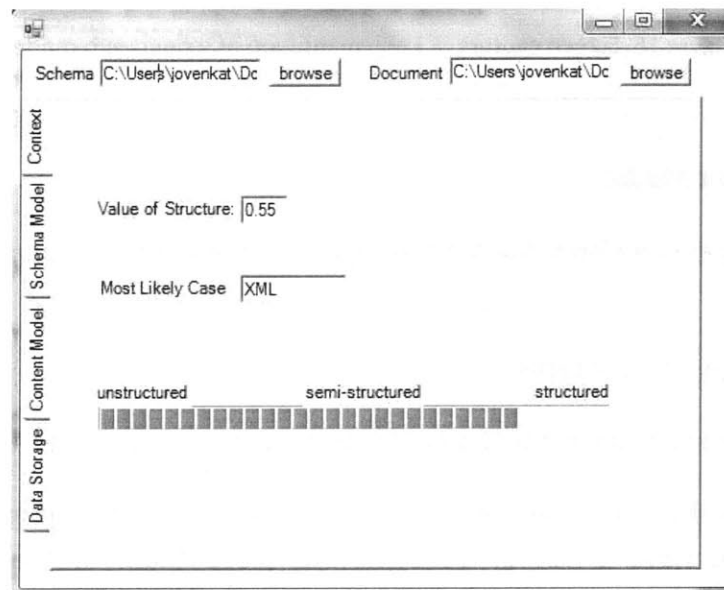 Schema C:\Users\jovenkat\Dc browse Document C:\Users\jovenkat\Dc browse
Context
Schema Model
Content Model
Data Storage
Value of Structure: 0.55
Most Likely Case XML
unstructured semi-structured structured